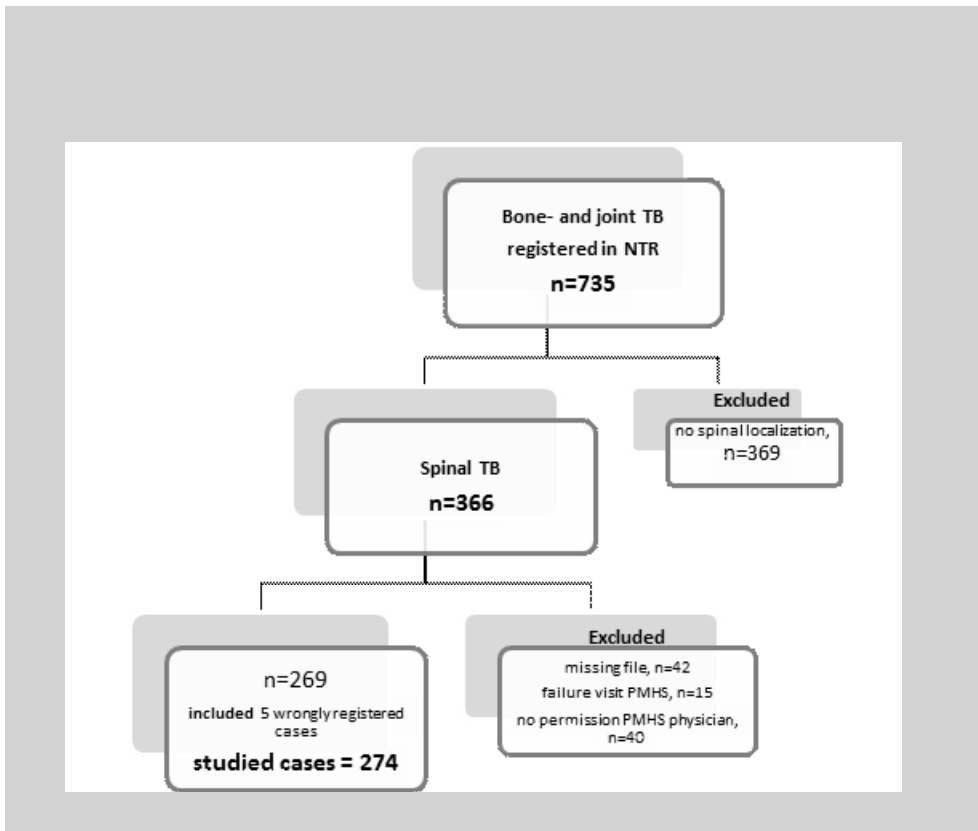 Bone- and joint TB
registered in NTR
n=735
Excluded
no spinal localization,
n=369
Spinal TB
n=366
Excluded
missing file, n=42
failure visit PMHS, n=15
no permission PMHS physician,
n=40
n=269
included 5 wrongly registered
cases
studied cases = 274